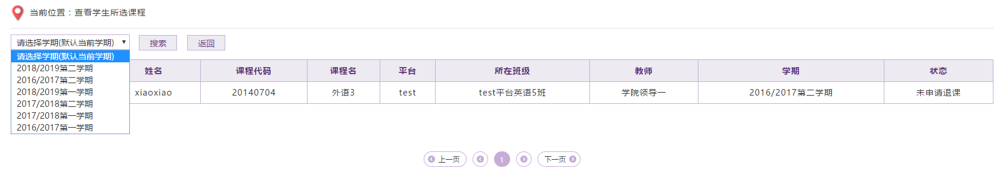 当前位置：查看学生所选课程
请选择学期(默认当前学期) 搜索 返回
请选择学期(默认当前学期)
2018/2019第二学期
2016/2017第二学期
2018/2019第一学期
2017/2018第二学期
2017/2018第一学期
2016/2017第一学期
姓名 课程代码 课程名 平台 所在班级 教师 学期 状态
xiaoxiao 20140704 外语3 test test平台英语5班 学院领导一 2016/2017第二学期 未申请退课
上一页 1 下一页